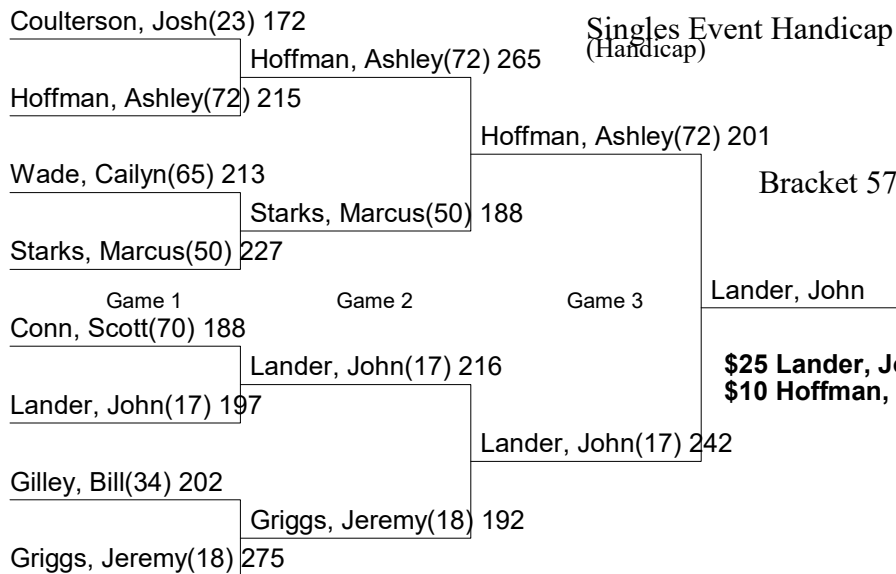 Coulterson, Josh(23) 172
Singles Event Handicap
(Handicap)
Hoffman, Ashley(72) 265
Hoffman, Ashley(72) 215
Hoffman, Ashley(72) 201
Wade, Cailyn(65) 213
Bracket 57
Starks, Marcus(50) 188
Starks, Marcus(50) 227
Game 1
Game 2
Game 3
Lander, John
Conn, Scott(70) 188
Lander, John(17) 216
$25 Lander, Jo
$10 Hoffman,
Lander, John(17) 197
Lander, John(17) 242
Gilley, Bill(34) 202
Griggs, Jeremy(18) 192
Griggs, Jeremy(18) 275